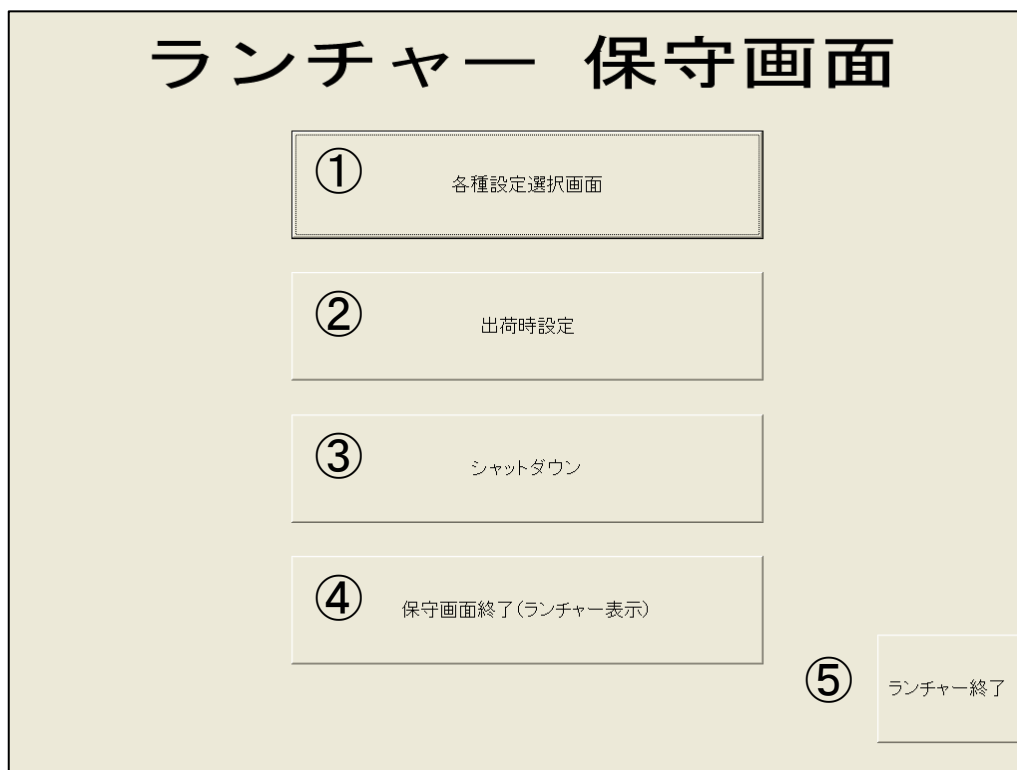 ランチャー 保守画面
① 各種設定選択画面
② 出荷時設定
③ シャットダウン
④ 保守画面終了(ランチャー表示)
⑤ ランチャー終了